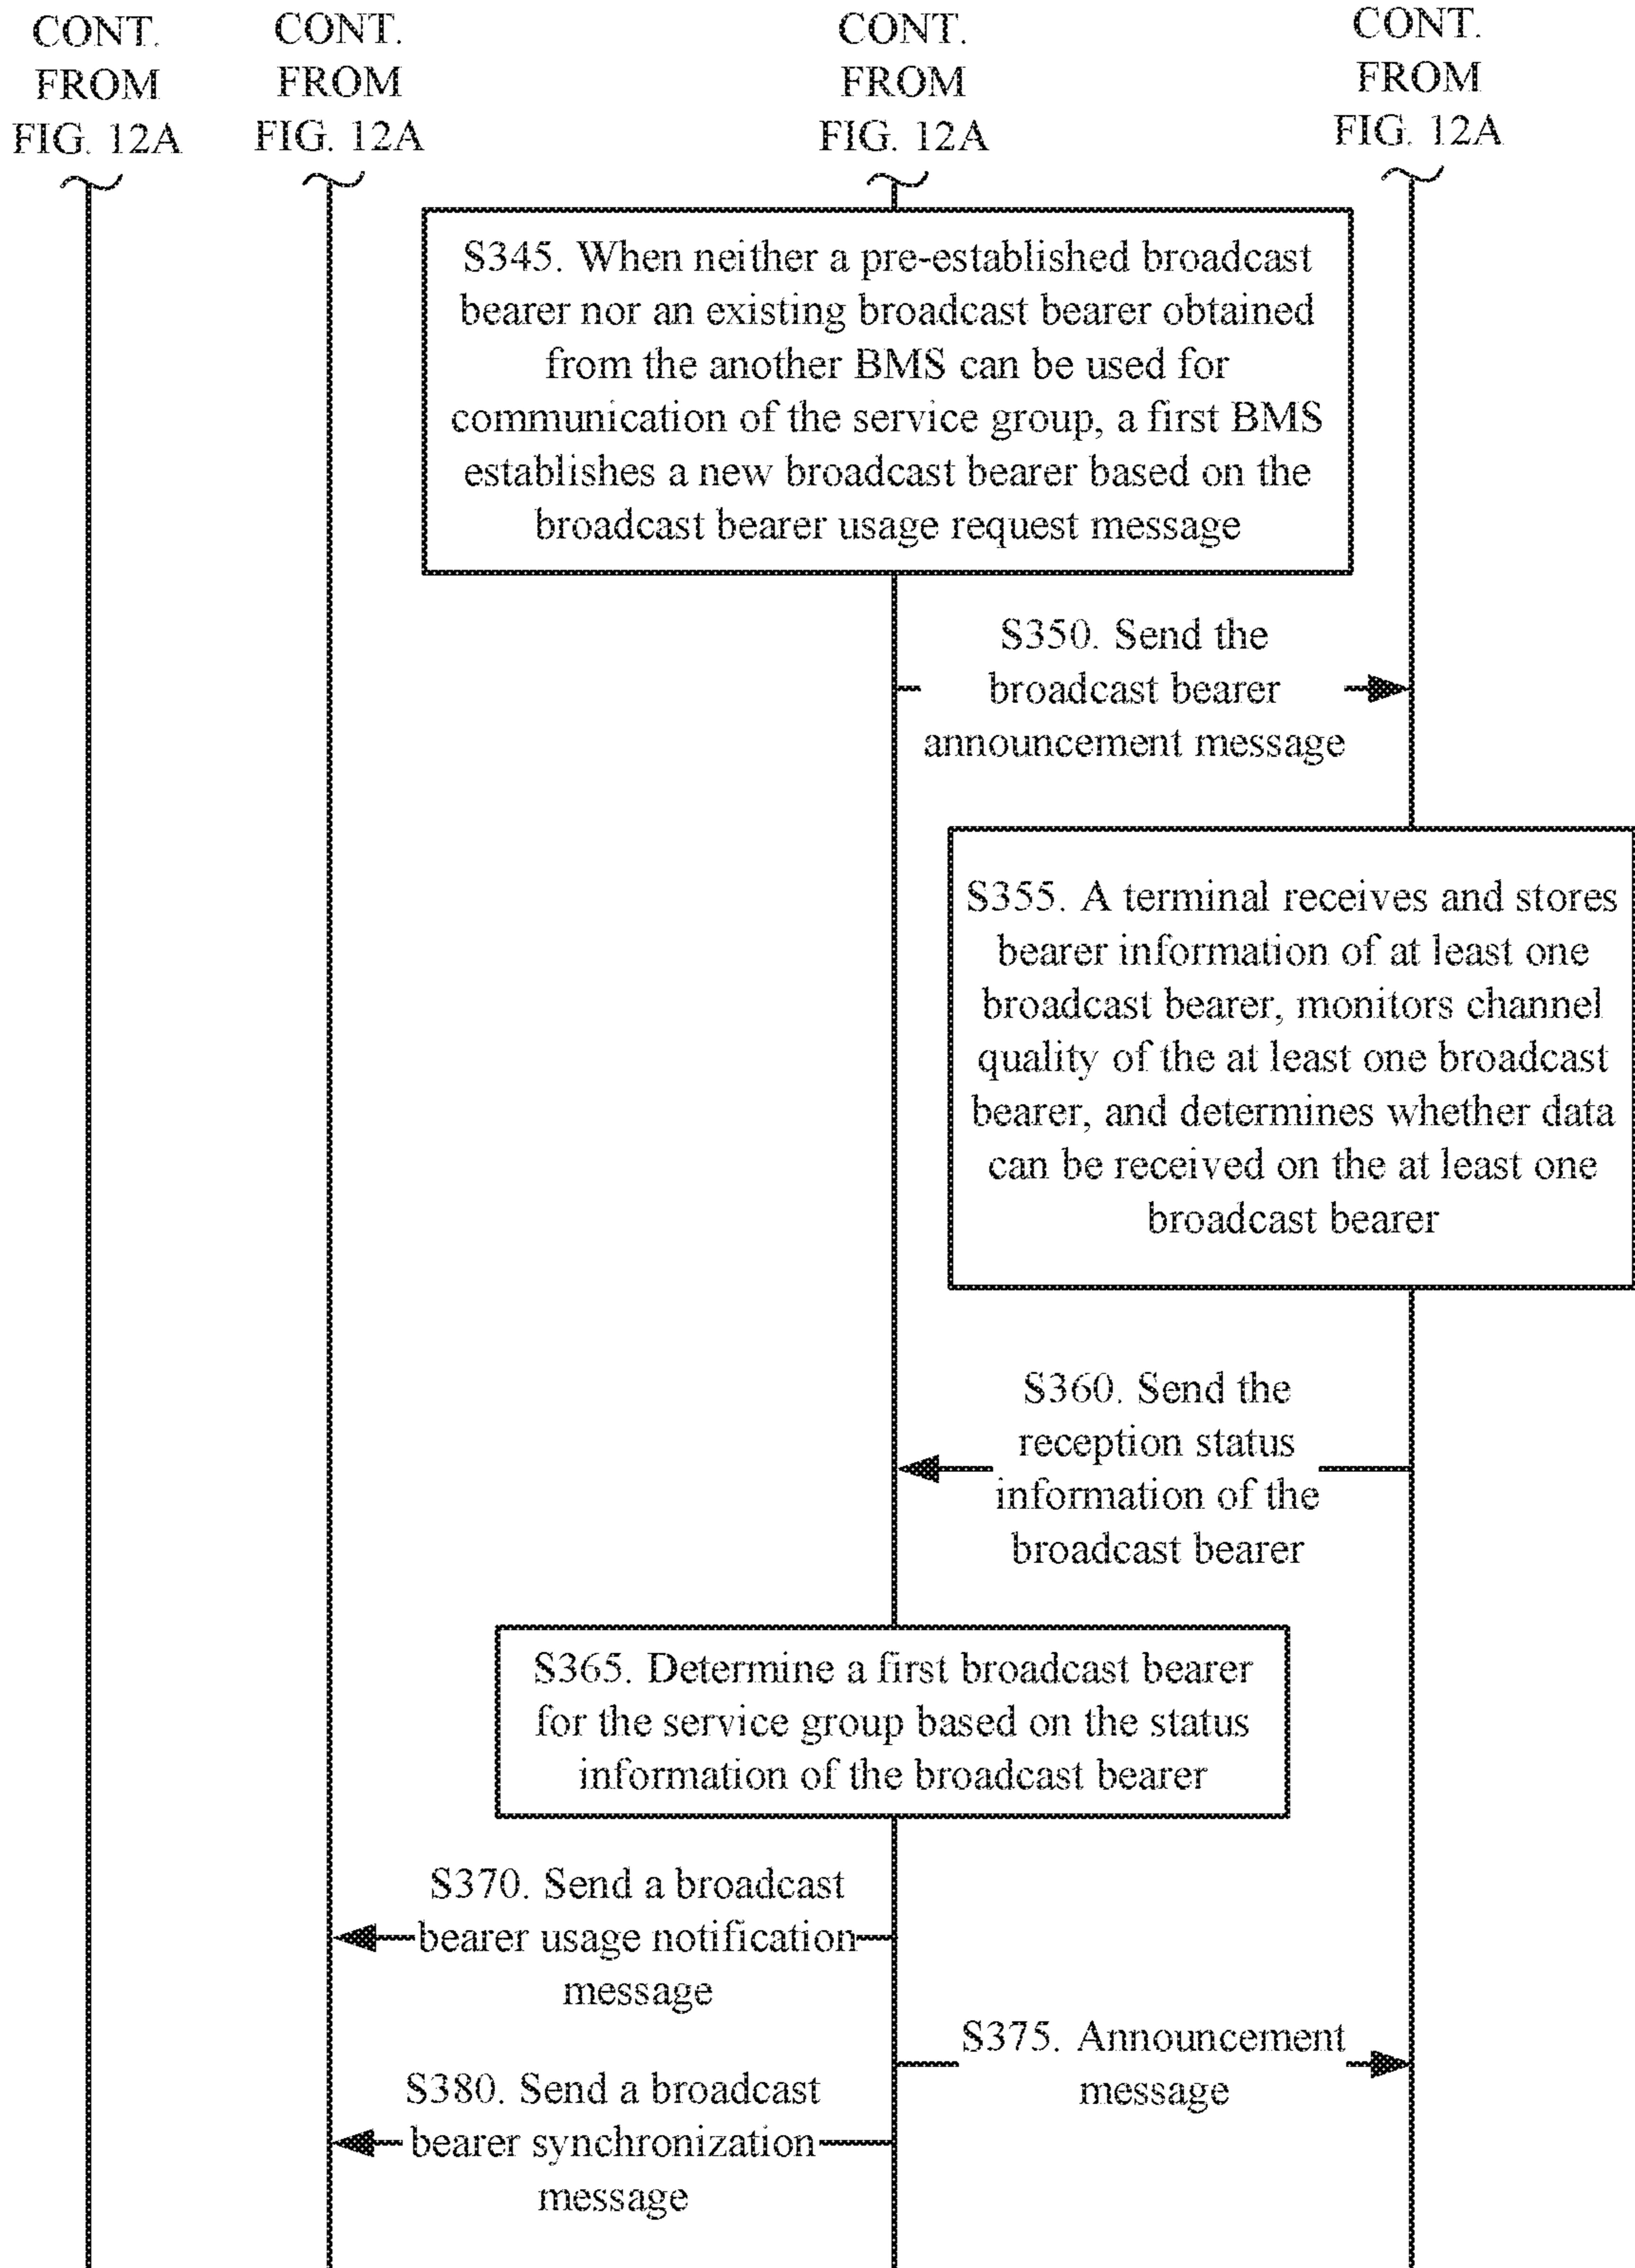 CONT.
FROM
FIG. 12A
CONT.
FROM
FIG. 12A
CONT.
FROM
FIG. 12A
CONT.
FROM
FIG. 12A
S345. When neither a pre-established broadcast
bearer nor an existing broadcast bearer obtained
from the another BMS can be used for
communication of the service group, a first BMS
establishes a new broadcast bearer based on the
broadcast bearer usage request message
S350. Send the
broadcast bearer
announcement message
S355. A terminal receives and stores
bearer information of at least one
broadcast bearer, monitors channel
quality of the at least one broadcast
bearer, and determines whether data
can be received on the at least one
broadcast bearer
S360. Send the
reception status
information of the
broadcast bearer
S365. Determine a first broadcast bearer
for the service group based on the status
information of the broadcast bearer
S370. Send a broadcast
bearer usage notification
message
S375. Announcement
message
S380. Send a broadcast
bearer synchronization
message